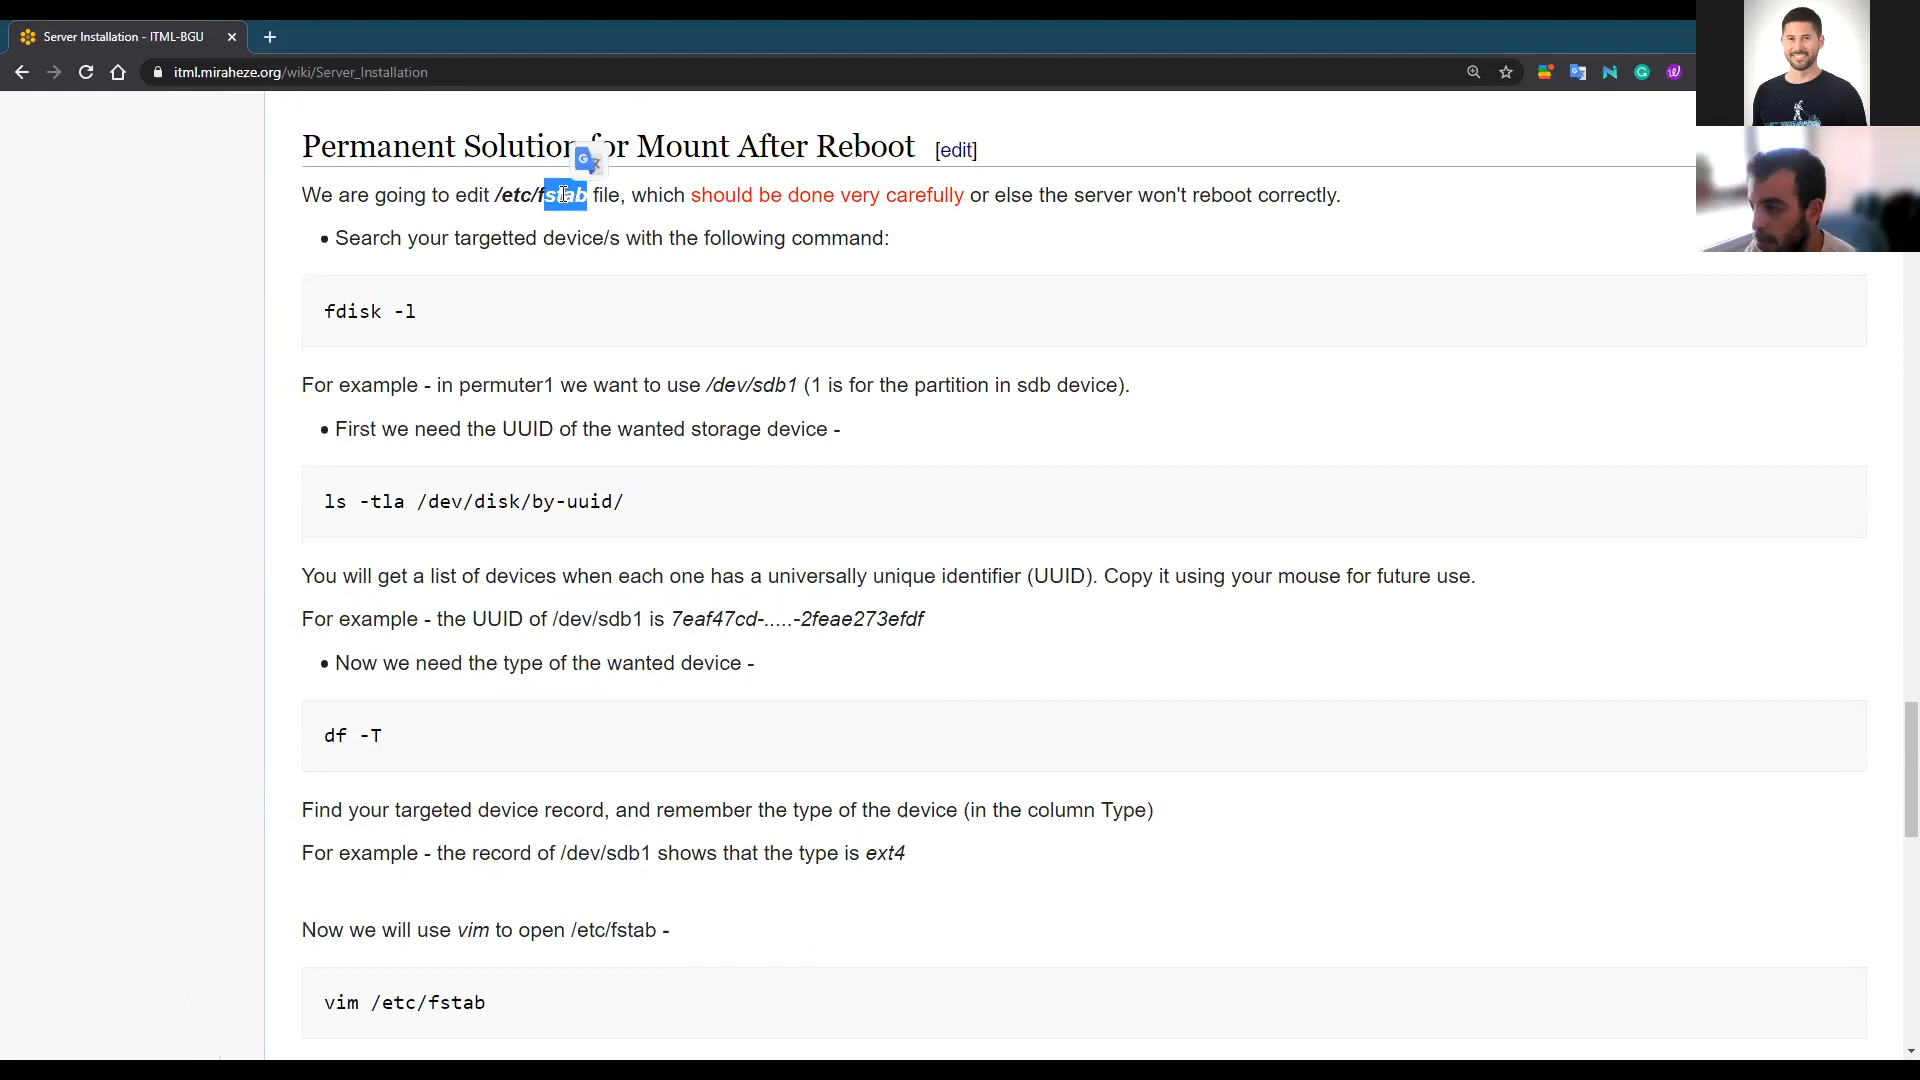 Server Installation - ITML-BGU
itml.miraheze.org/wiki/Server_Installation
Permanent Solution for Mount After Reboot [edit]
We are going to edit /etc/fstab file, which should be done very carefully or else the server won't reboot correctly.
• Search your targetted device/s with the following command:
fdisk -l
For example - in permuter1 we want to use /dev/sdb1 (1 is for the partition in sdb device).
• First we need the UUID of the wanted storage device -
ls -tla /dev/disk/by-uuid/
You will get a list of devices when each one has a universally unique identifier (UUID). Copy it using your mouse for future use.
For example - the UUID of /dev/sdb1 is 7eaf47cd-.....-2feae273efdf
• Now we need the type of the wanted device -
df -T
Find your targeted device record, and remember the type of the device (in the column Type)
For example - the record of /dev/sdb1 shows that the type is ext4
Now we will use vim to open /etc/fstab -
vim /etc/fstab